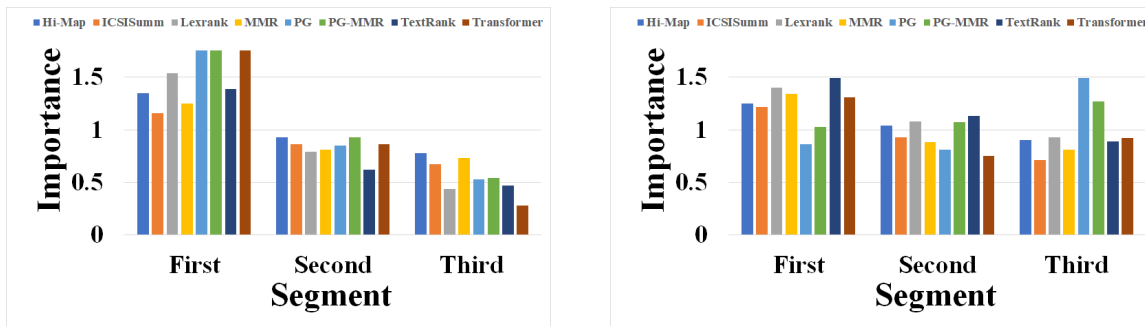 Hi-Map ICSISumm Lexrank MMR PG PG-MMR TextRank Transformer
1.5
1
0.5
0
Importance
First Second Third
Segment
Hi-Map ICSISumm Lexrank MMR PG PG-MMR TextRank Transformer
1.5
1
0.5
0
Importance
First Second Third
Segment